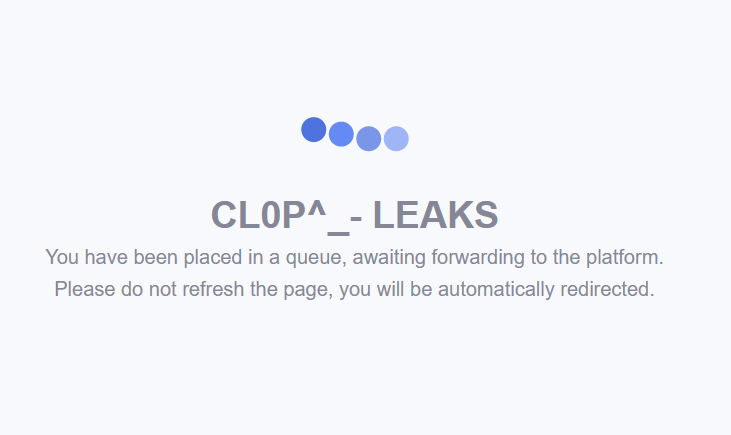 CL0P^_- LEAKS
You have been placed in a queue, awaiting forwarding to the platform.
Please do not refresh the page, you will be automatically redirected.